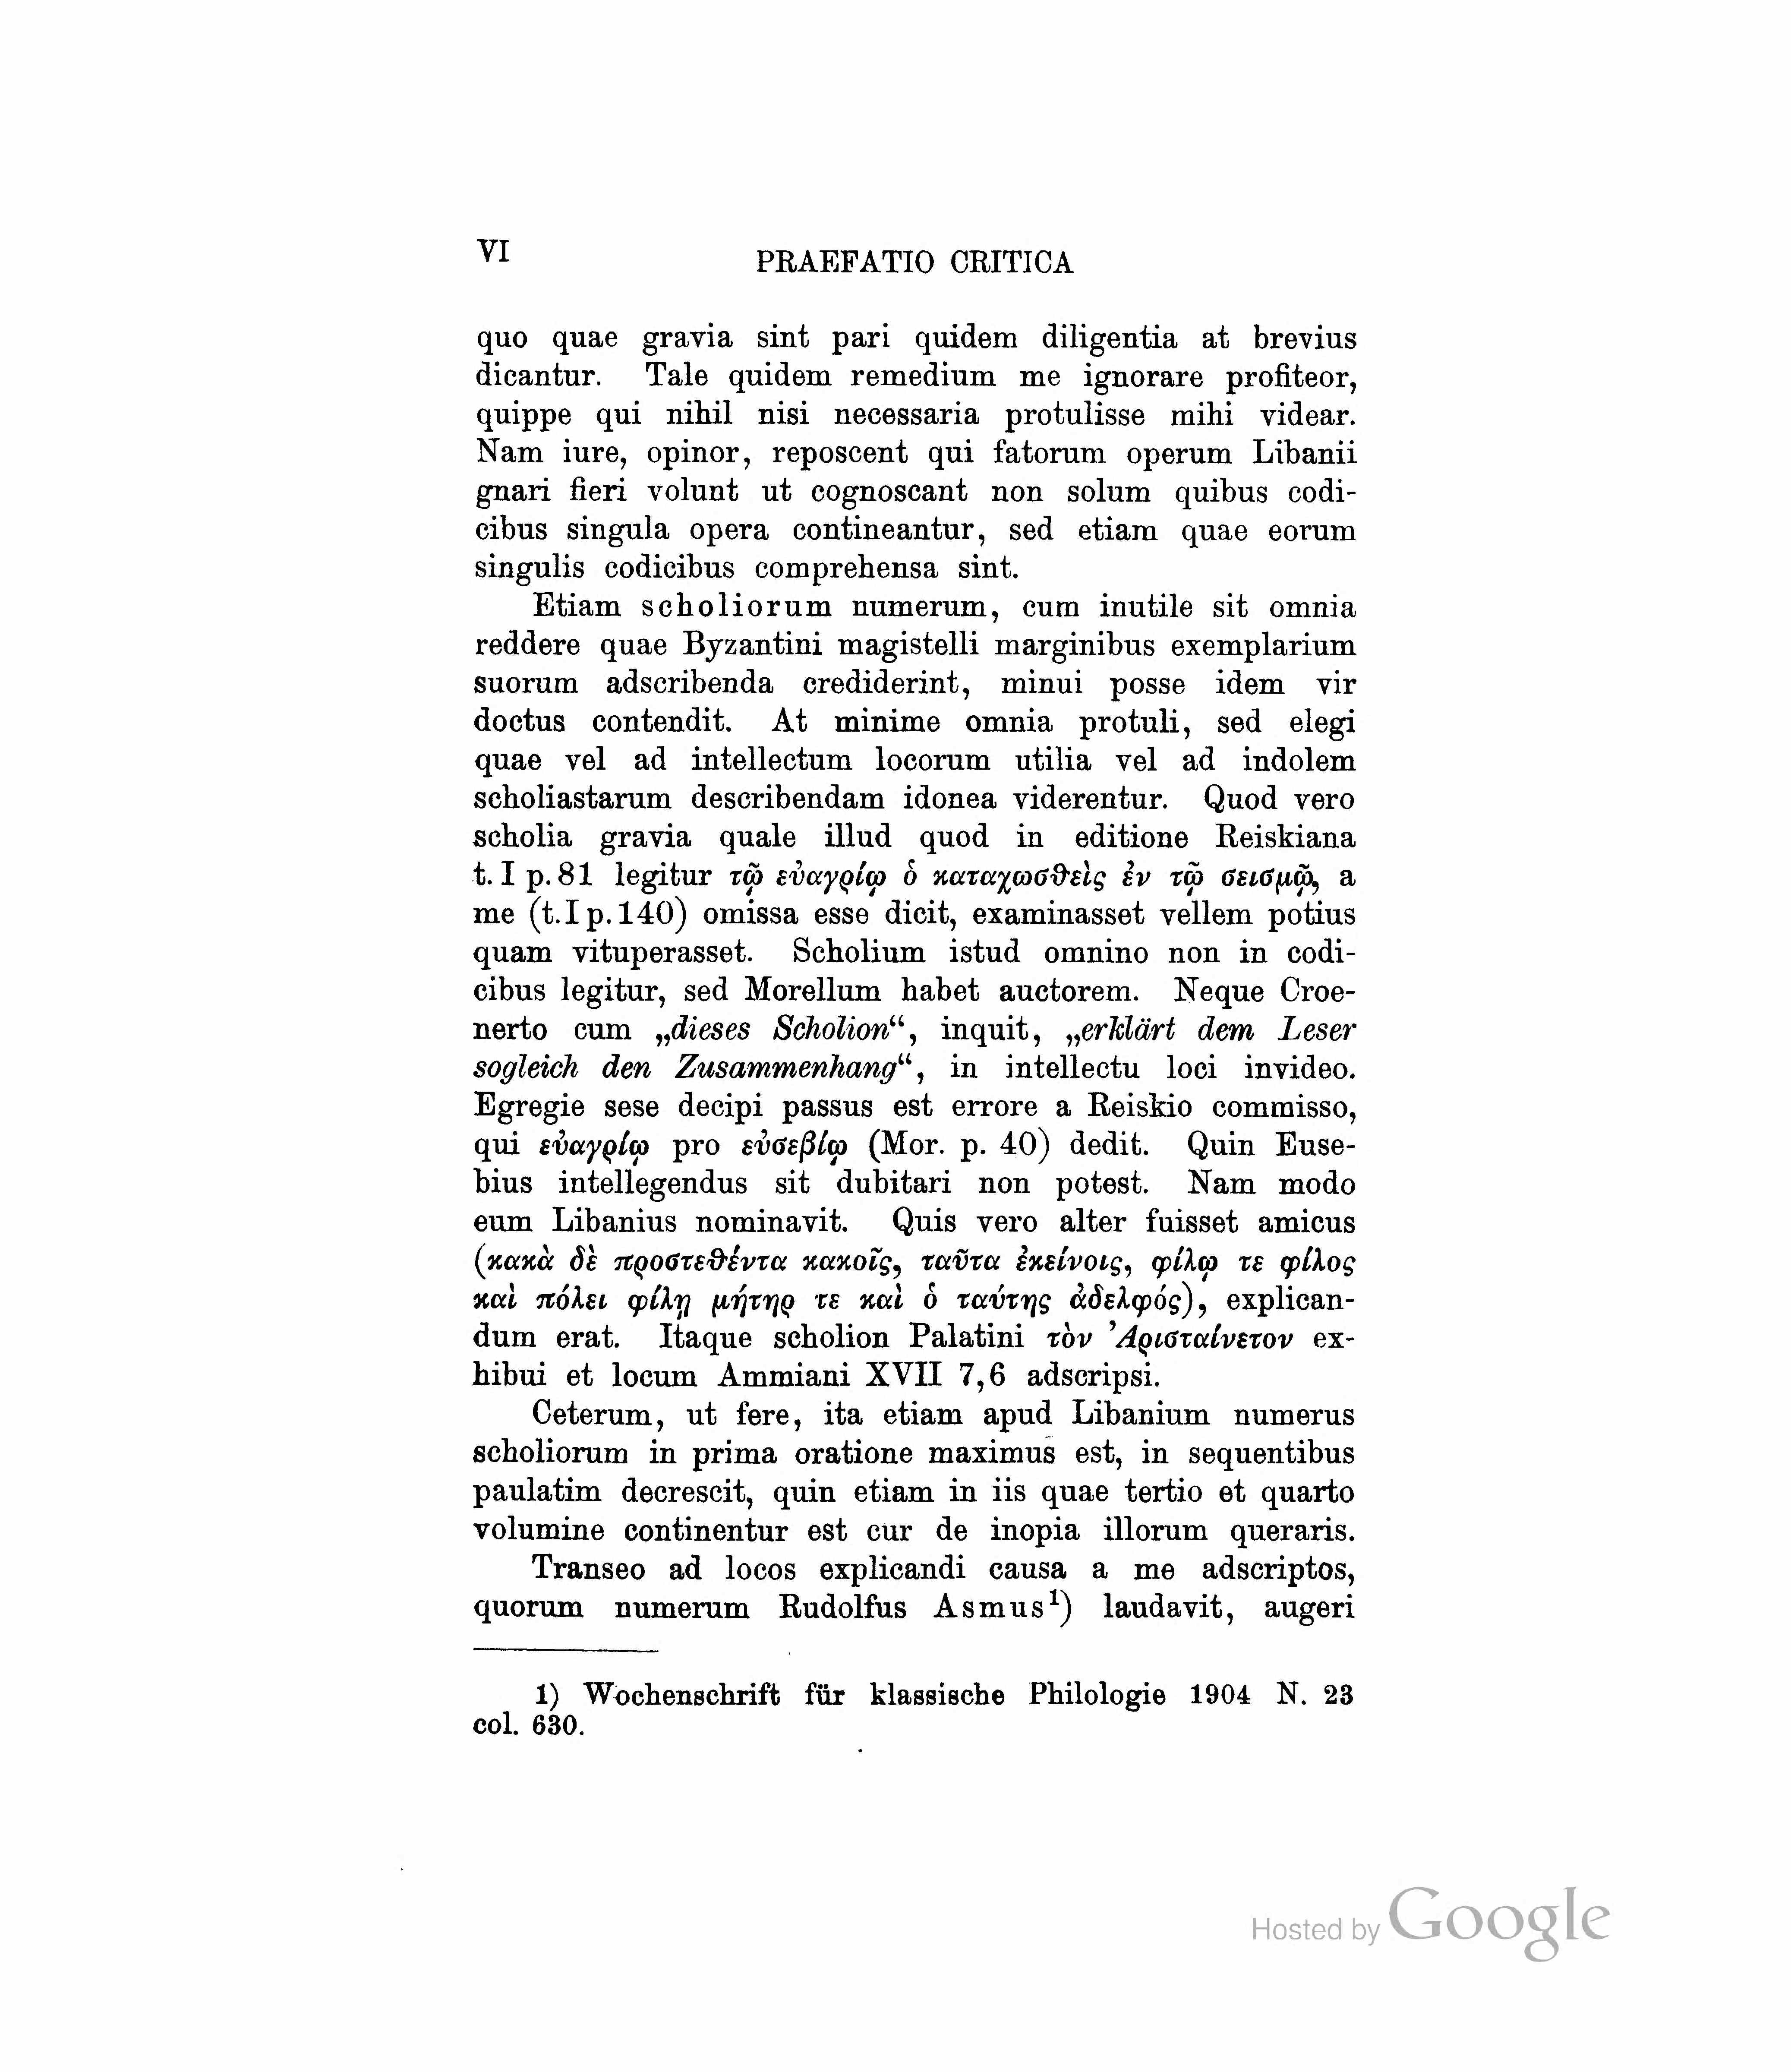 VI
PRAEFATIO CRITICA
quo quae gravia sint pari quidem diligentia at brevius
dicantur. Tale quidem remedium me ignorare profiteor,
quippe qui nihil nisi necessaria protulisse mihi videar.
Nam iure, opinor, reposcent qui fatorum operum Libanii
gnari fieri volunt ut cognoscant non solum quibus codi-
cibus singula opera contineantur, sed etiam quae eorum
singulis codicibus comprehensa sint.
Etiam scholiorum numerum, cum inutile sit omnia
reddere quae Byzantini magistelli marginibus exemplarium
suorum adscribenda crediderint, minui posse idem vir
doctus contendit. At minime omnia protuli, sed elegi
quae vel ad intellectum locorum utilia vel ad indolem
scholiastarum describendam idonea viderentur. Quod vero
scholia gravia quale illud quod in editione Reiskiana
t. I p. 81 legitur τῷ εὐαγρίῳ ὁ καταχωσθεὶς ἐν τῷ σεισμῷ, a
me (t. I p. 140) omissa esse dicit, examinasset vellem potius
quam vituperasset. Scholium istud omnino non in codi-
cibus legitur, sed Morellum habet auctorem. Neque Croe-
nerto cum „dieses Scholion“, inquit, „erklärt dem Leser
sogleich den Zusammenhang“, in intellectu loci invideo.
Egregie sese decipi passus est errore a Reiskio commisso,
qui εὐαγρίῳ pro εὐσεβίῳ (Mor. p. 40) dedit. Quin Euse-
bius intellegendus sit dubitari non potest. Nam modo
eum Libanius nominavit. Quis vero alter fuisset amicus
(κακὰ δὲ προστεθέντα κακοῖς, ταῦτα ἐκείνοις, φίλῳ τε φίλος
καὶ πόλει φίλῃ μήτηρ τε καὶ ὁ ταύτης ἀδελφός), explican-
dum erat. Itaque scholion Palatini τὸν Ἀρισταίνετον ex-
hibui et locum Ammiani XVII 7,6 adscripsi.
Ceterum, ut fere, ita etiam apud Libanium numerus
scholiorum in prima oratione maximus est, in sequentibus
paulatim decrescit, quin etiam in iis quae tertio et quarto
volumine continentur est cur de inopia illorum queraris.
Transeo ad locos explicandi causa a me adscriptos,
quorum numerum Rudolfus Asmus¹) laudavit, augeri
1) Wochenschrift für klassische Philologie 1904 N. 23
col. 630.
Hosted by Google